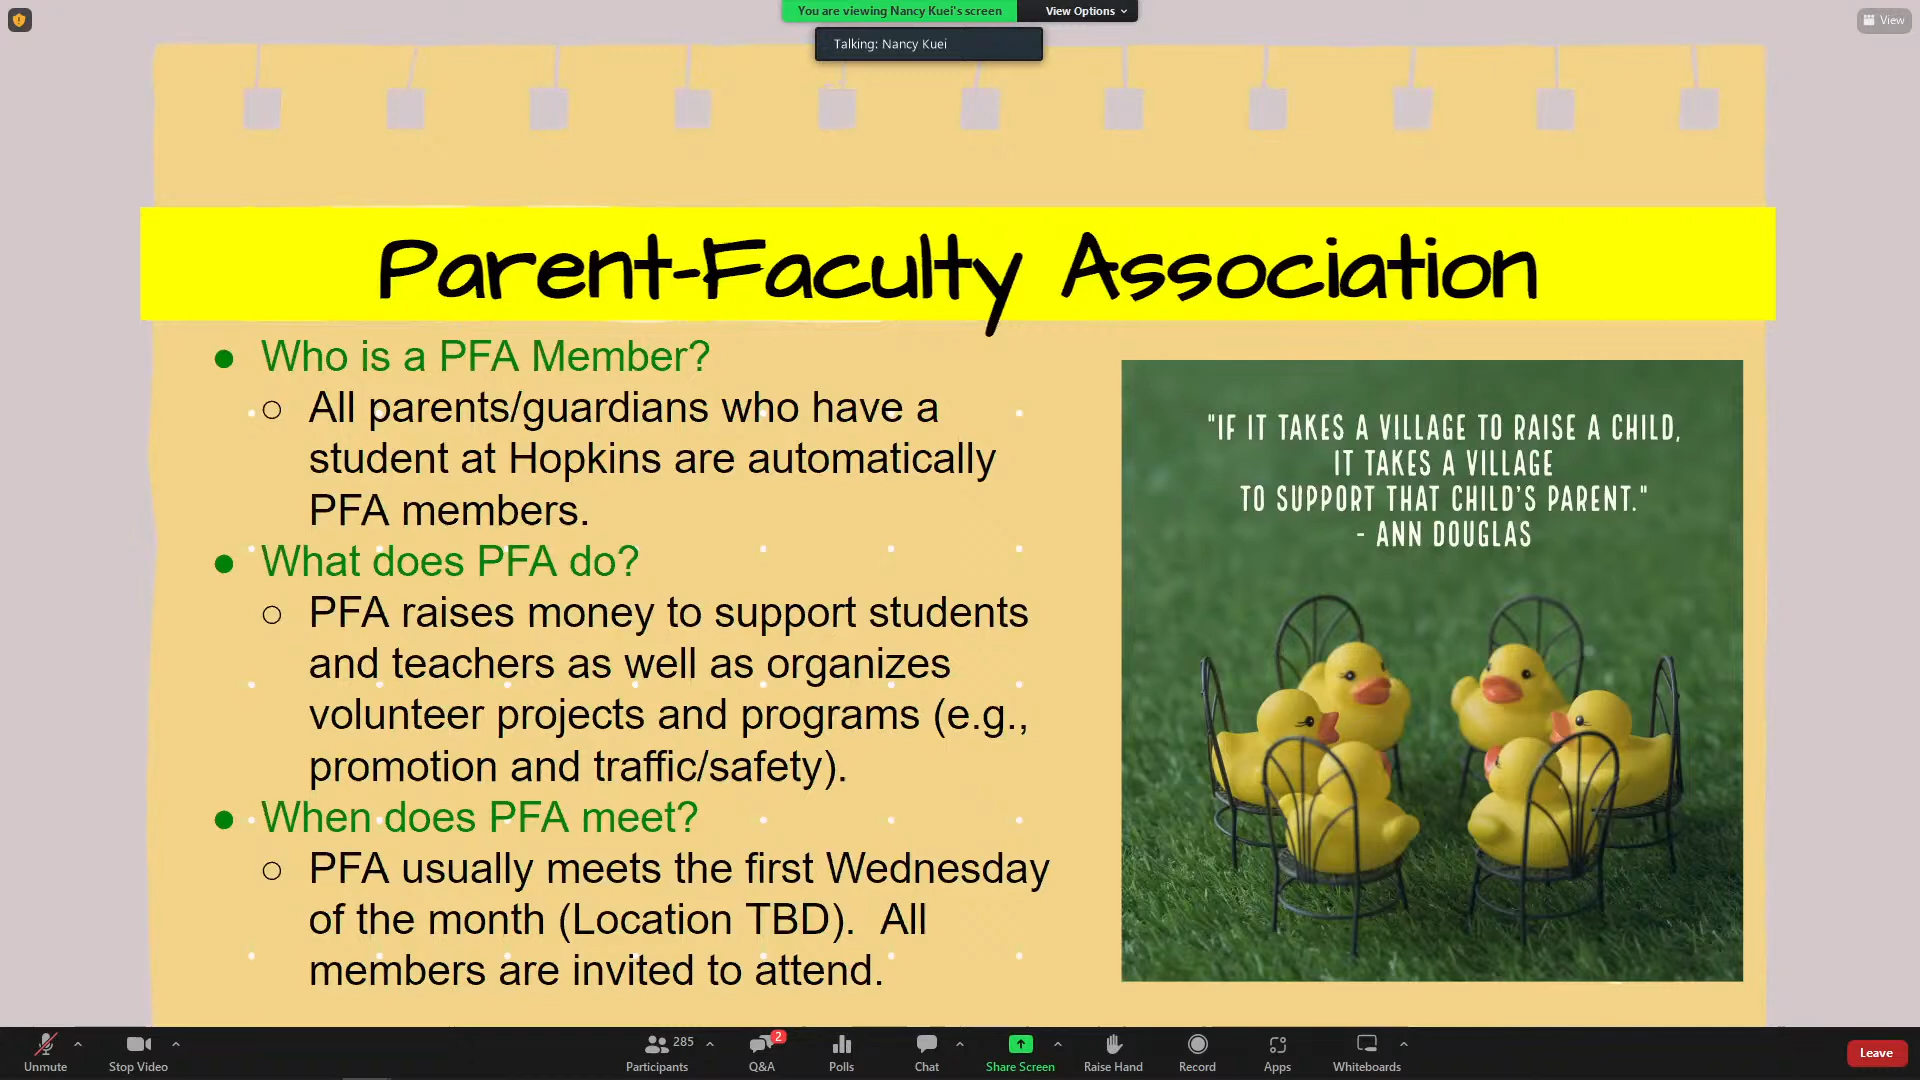 You are viewing Nancy Kuei's screen
View Options
View
Talking: Nancy Kuei
Parent-Faculty Association
● Who is a PFA Member?
○ All parents/guardians who have a
student at Hopkins are automatically
PFA members.
● What does PFA do?
○ PFA raises money to support students
and teachers as well as organizes
volunteer projects and programs (e.g.,
promotion and traffic/safety).
● When does PFA meet?
○ PFA usually meets the first Wednesday
of the month (Location TBD).  All
members are invited to attend.
"IF IT TAKES A VILLAGE TO RAISE A CHILD,
IT TAKES A VILLAGE
TO SUPPORT THAT CHILD'S PARENT."
- ANN DOUGLAS
Unmute
Stop Video
285
Participants
2
Q&A
Polls
Chat
Share Screen
Raise Hand
Record
Apps
Whiteboards
Leave